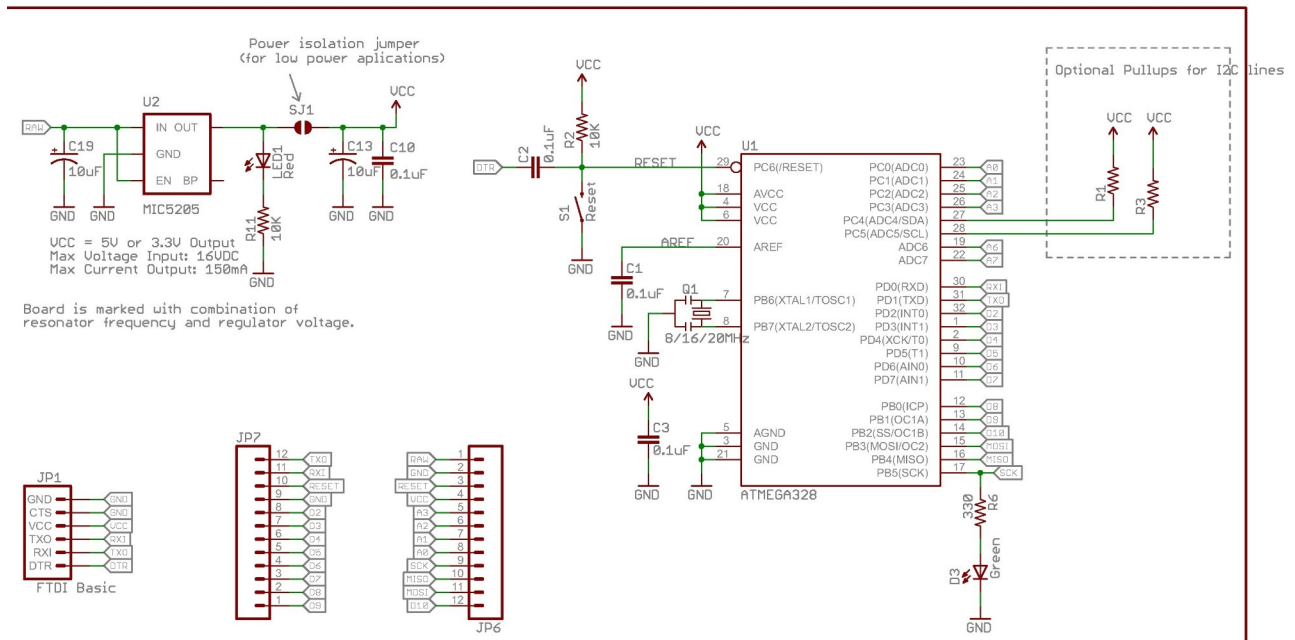 Power isolation jumper
(for low power aplications)
SJ1
VCC
RAW
U2
IN OUT
GND
EN BP
MIC5205
C19
10uF
GND
GND
LED1
Red
R11
10K
GND
C13
10uF
C10
0.1uF
GND
GND
VCC = 5V or 3.3V Output
Max Voltage Input: 16VDC
Max Current Output: 150mA
Board is marked with combination of
resonator frequency and regulator voltage.
VCC
R2
10K
DTR
C2
0.1uF
RESET
S1
Reset
GND
VCC
U1
29 PC6(/RESET)
18 AVCC
4 VCC
6 VCC
20 AREF
AREF
C1
0.1uF
GND
Q1
7 PB6(XTAL1/TOSC1)
8 PB7(XTAL2/TOSC2)
8/16/20MHz
GND
VCC
C3
0.1uF
GND
5 AGND
3 GND
21 GND
GND
ATMEGA328
PC0(ADC0) 23 A0
PC1(ADC1) 24 A1
PC2(ADC2) 25 A2
PC3(ADC3) 26 A3
PC4(ADC4/SDA) 27
PC5(ADC5/SCL) 28
ADC6 19 A6
ADC7 22 A7
PD0(RXD) 30 RXI
PD1(TXD) 31 TXO
PD2(INT0) 32 D2
PD3(INT1) 1 D3
PD4(XCK/T0) 2 D4
PD5(T1) 9 D5
PD6(AIN0) 10 D6
PD7(AIN1) 11 D7
PB0(ICP) 12 D8
PB1(OC1A) 13 D9
PB2(SS/OC1B) 14 D10
PB3(MOSI/OC2) 15 MOSI
PB4(MISO) 16 MISO
PB5(SCK) 17 SCK
330
R6
D3
Green
GND
Optional Pullups for I2C lines
VCC VCC
R1
R3
JP1
GND GND
CTS GND
VCC VCC
TXO RXI
RXI TXO
DTR DTR
FTDI Basic
JP7
12 TXO
11 RXI
10 RESET
9 GND
8 D2
7 D3
6 D4
5 D5
4 D6
3 D7
2 D8
1 D9
RAW 1
GND 2
RESET 3
VCC 4
A3 5
A2 6
A1 7
A0 8
SCK 9
MISO 10
MOSI 11
D10 12
JP6